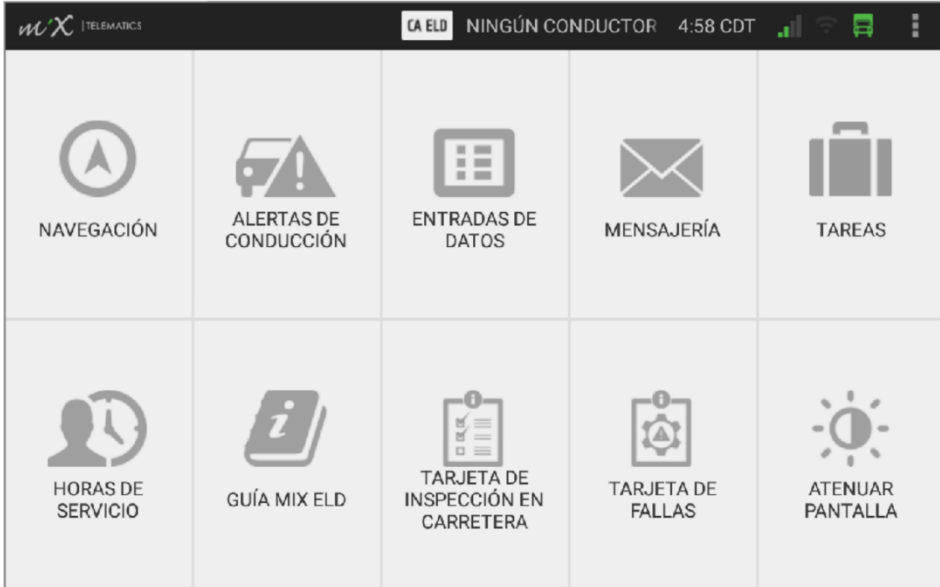 miX | TELEMATICS
CA ELD NINGÚN CONDUCTOR 4:58 CDT
NAVEGACIÓN
ALERTAS DE
CONDUCCIÓN
ENTRADAS DE
DATOS
MENSAJERÍA
TAREAS
HORAS DE
SERVICIO
GUÍA MIX ELD
TARJETA DE
INSPECCIÓN EN
CARRETERA
TARJETA DE
FALLAS
ATENUAR
PANTALLA